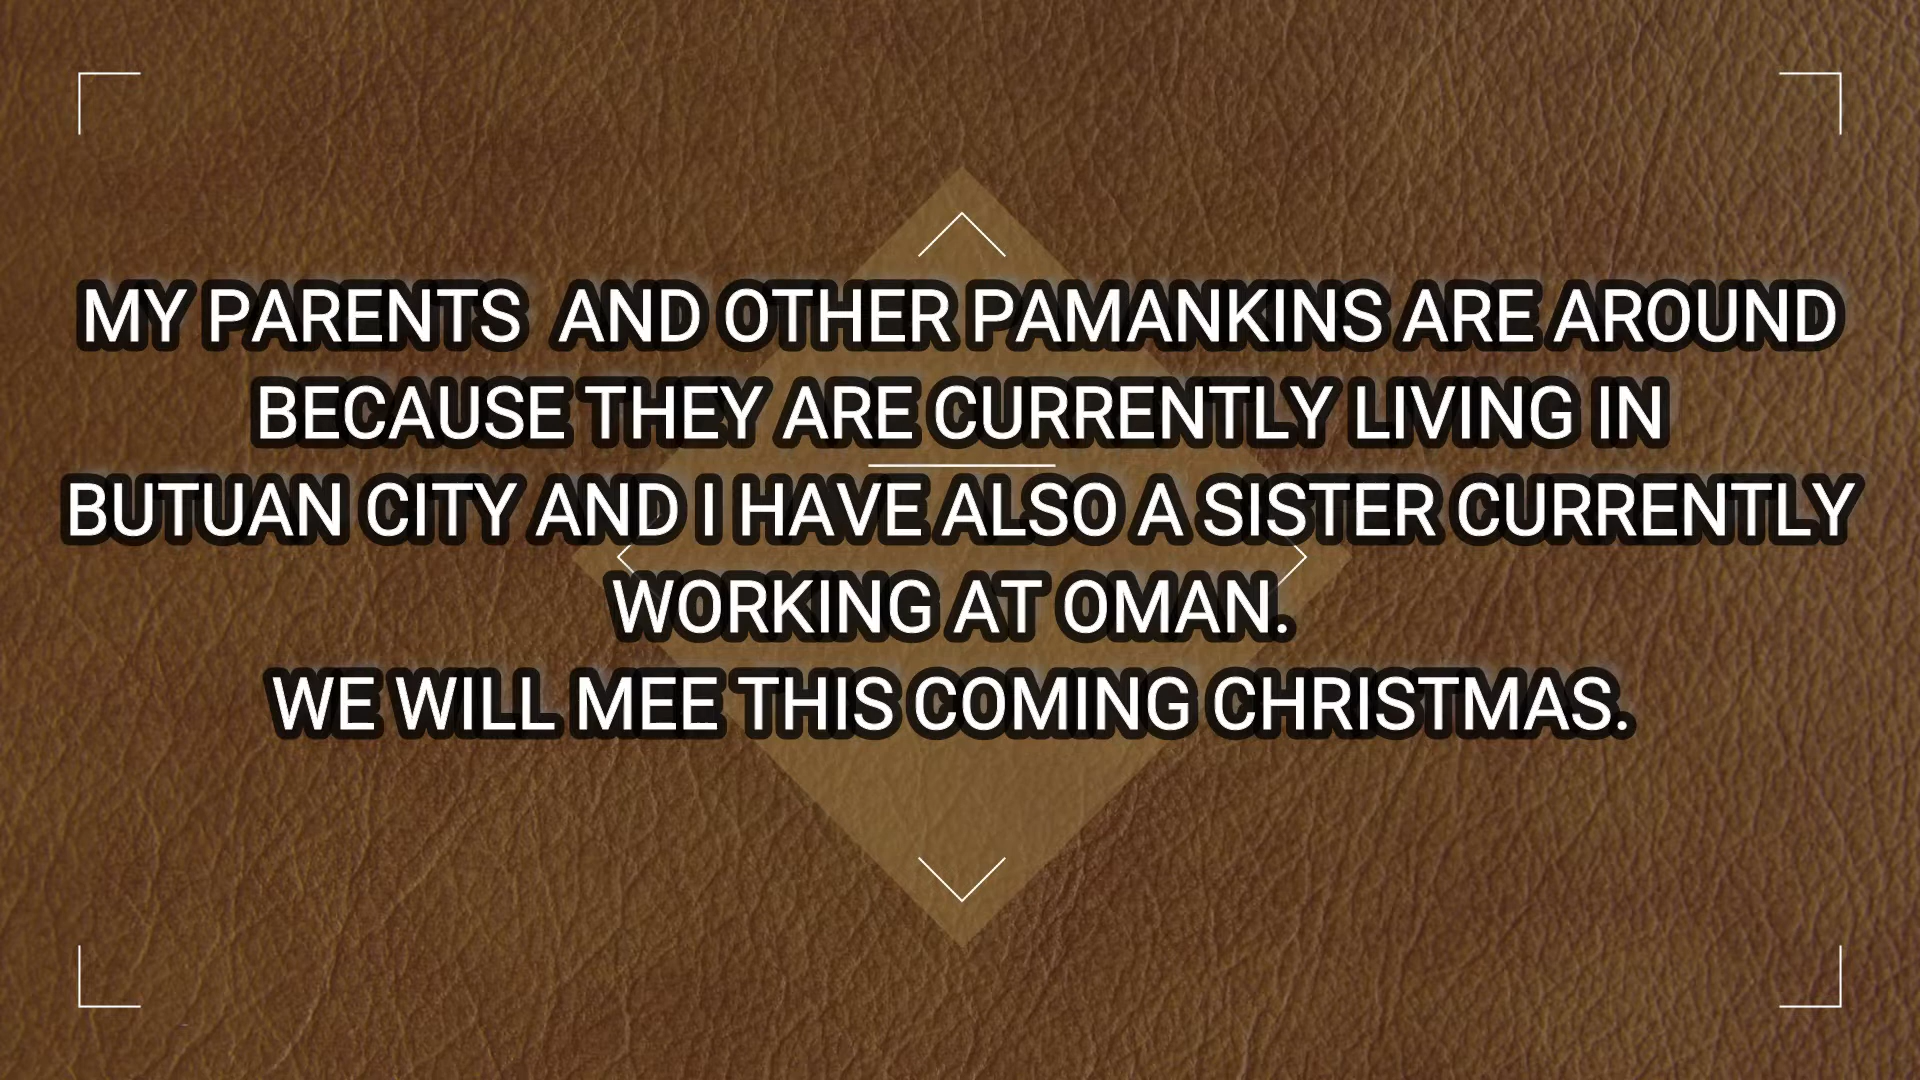 MY PARENTS  AND OTHER PAMANKINS ARE AROUND
BECAUSE THEY ARE CURRENTLY LIVING IN
BUTUAN CITY AND I HAVE ALSO A SISTER CURRENTLY
WORKING AT OMAN.
WE WILL MEE THIS COMING CHRISTMAS.